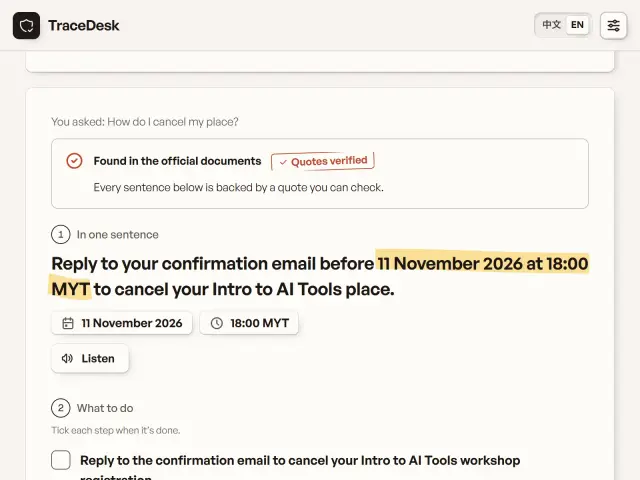 TraceDesk
中文 EN
You asked: How do I cancel my place?
Found in the official documents ✓ Quotes verified
Every sentence below is backed by a quote you can check.
1 In one sentence
Reply to your confirmation email before 11 November 2026 at 18:00
MYT to cancel your Intro to AI Tools place.
11 November 2026 18:00 MYT
Listen
2 What to do
Tick each step when it's done.
Reply to the confirmation email to cancel your Intro to AI Tools workshop
registration